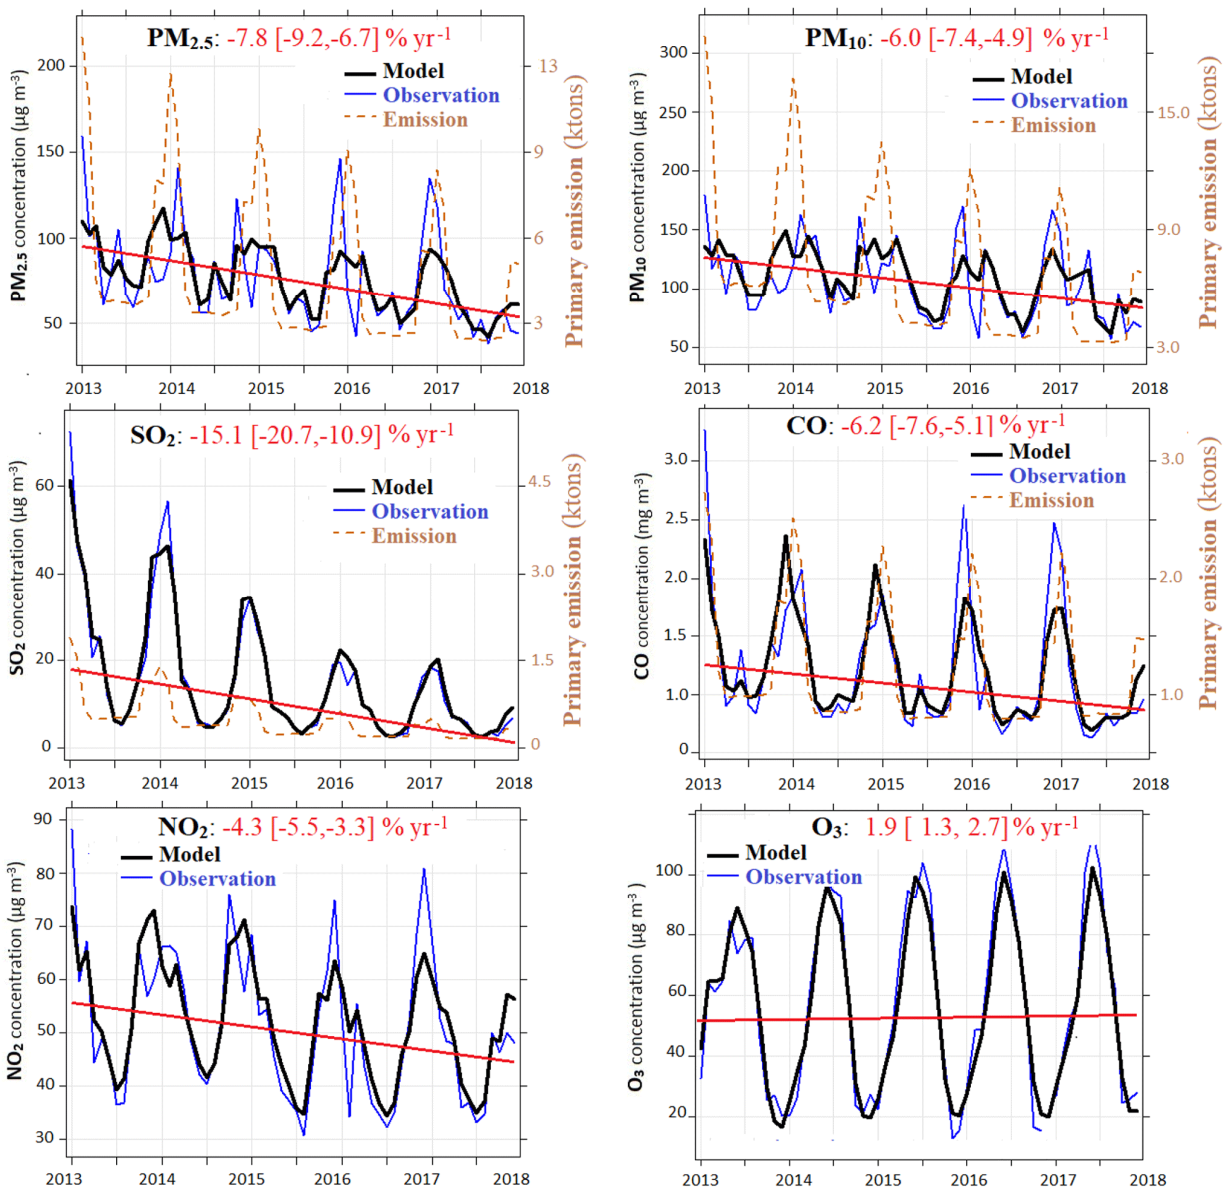 PM2.5: -7.8 [-9.2,-6.7] % yr-1
Model
Observation
Emission
PM2.5 concentration (µg m-3)
200
150
100
50
13
9
6
3
Primary emission (ktons)
2013 2014 2015 2016 2017 2018
PM10: -6.0 [-7.4,-4.9] % yr-1
Model
Observation
Emission
PM10 concentration (µg m-3)
300
250
200
150
100
50
15.0
9.0
3.0
Primary emission (ktons)
2013 2014 2015 2016 2017 2018
SO2: -15.1 [-20.7,-10.9] % yr-1
Model
Observation
Emission
SO2 concentration (µg m-3)
60
40
20
0
4.5
3.0
1.5
0
Primary emission (ktons)
2013 2014 2015 2016 2017 2018
CO: -6.2 [-7.6,-5.1] % yr-1
Model
Observation
Emission
CO concentration (mg m-3)
3.0
2.5
2.0
1.5
1.0
0
3.0
2.0
1.0
Primary emission (ktons)
2013 2014 2015 2016 2017 2018
NO2: -4.3 [-5.5,-3.3] % yr-1
Model
Observation
NO2 concentration (µg m-3)
90
80
70
60
50
40
30
2013 2014 2015 2016 2017 2018
O3: 1.9 [ 1.3, 2.7] % yr-1
Model
Observation
O3 concentration (µg m-3)
100
80
60
40
20
2013 2014 2015 2016 2017 2018